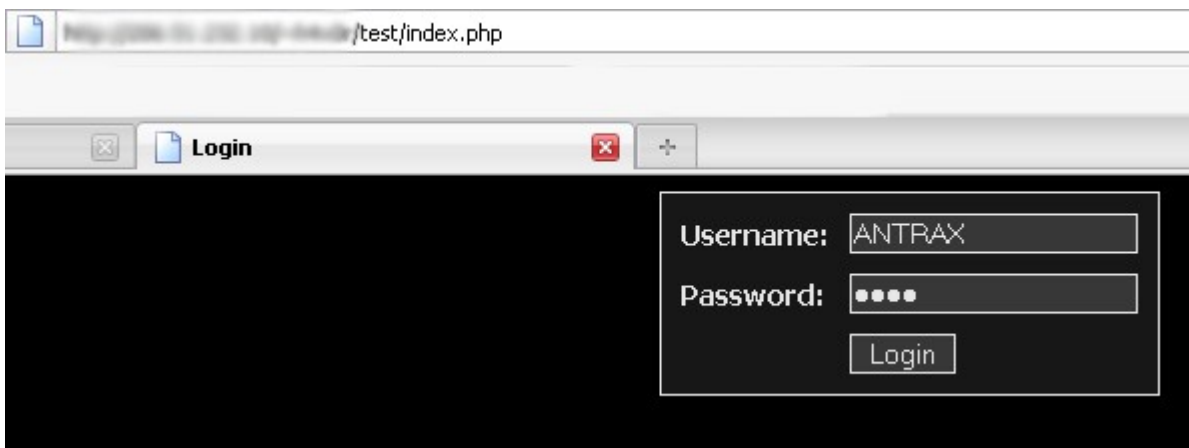 /test/index.php
Login
Username: ANTRAX
Password: ••••
Login